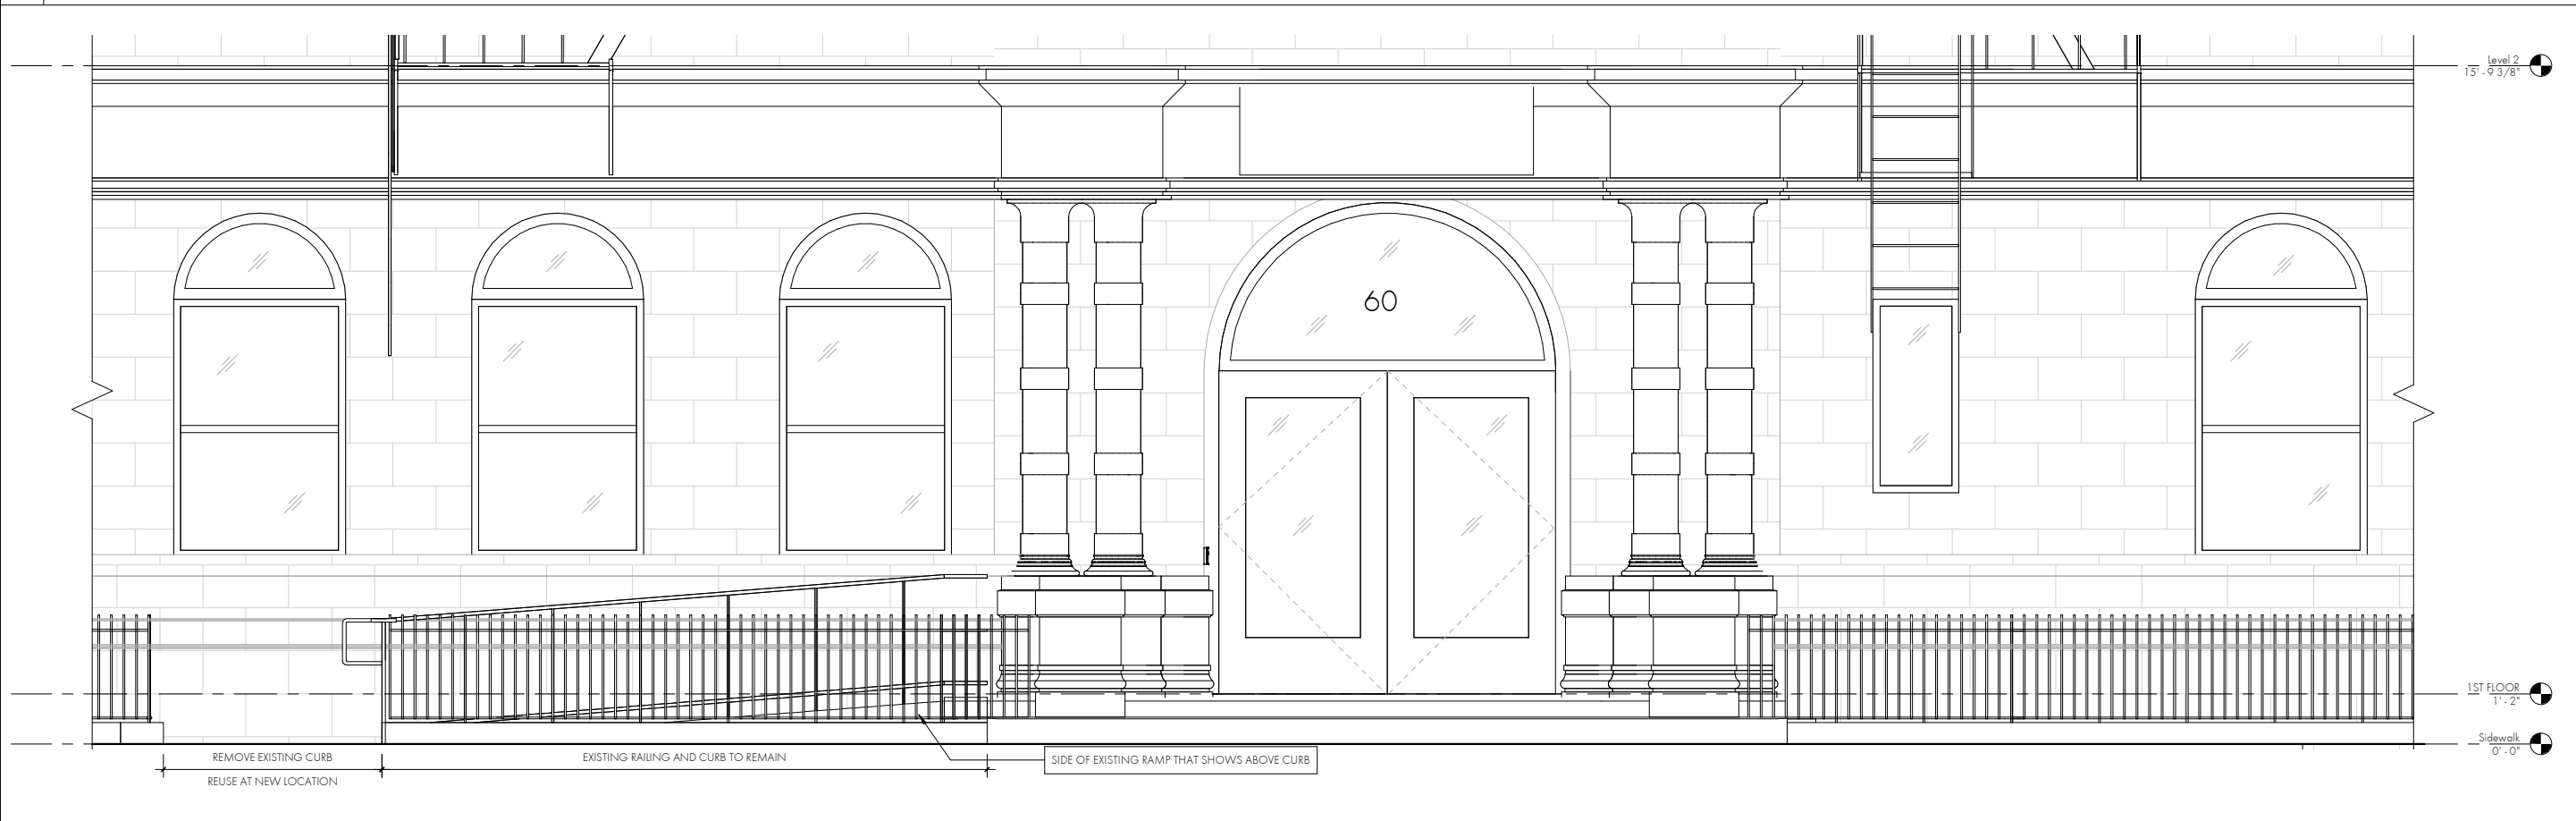 Level 2
15' - 9 3/8"
60
1ST FLOOR
1' - 2"
Sidewalk
0' - 0"
REMOVE EXISTING CURB
REUSE AT NEW LOCATION
EXISTING RAILING AND CURB TO REMAIN
SIDE OF EXISTING RAMP THAT SHOWS ABOVE CURB